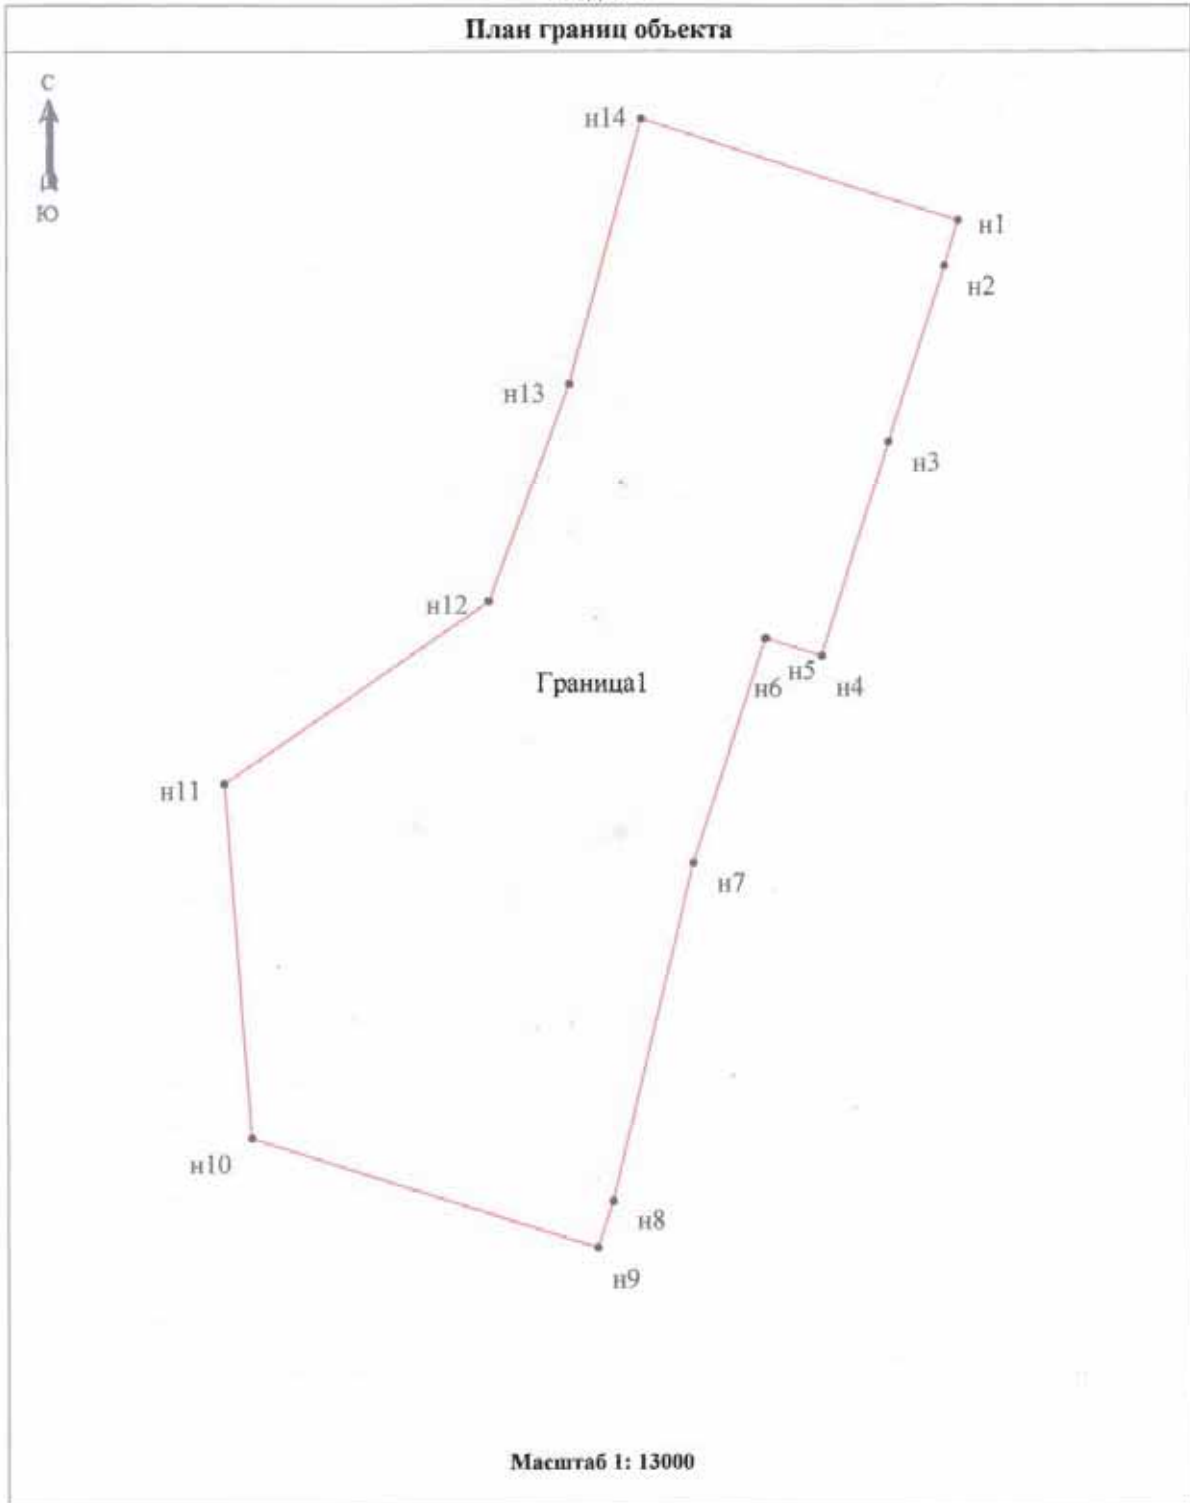 План границ объекта
С
Ю
н14
н1
н2
н13
н3
н12
н5
н4
н6
Граница1
н11
н7
н10
н8
н9
Масштаб 1: 13000